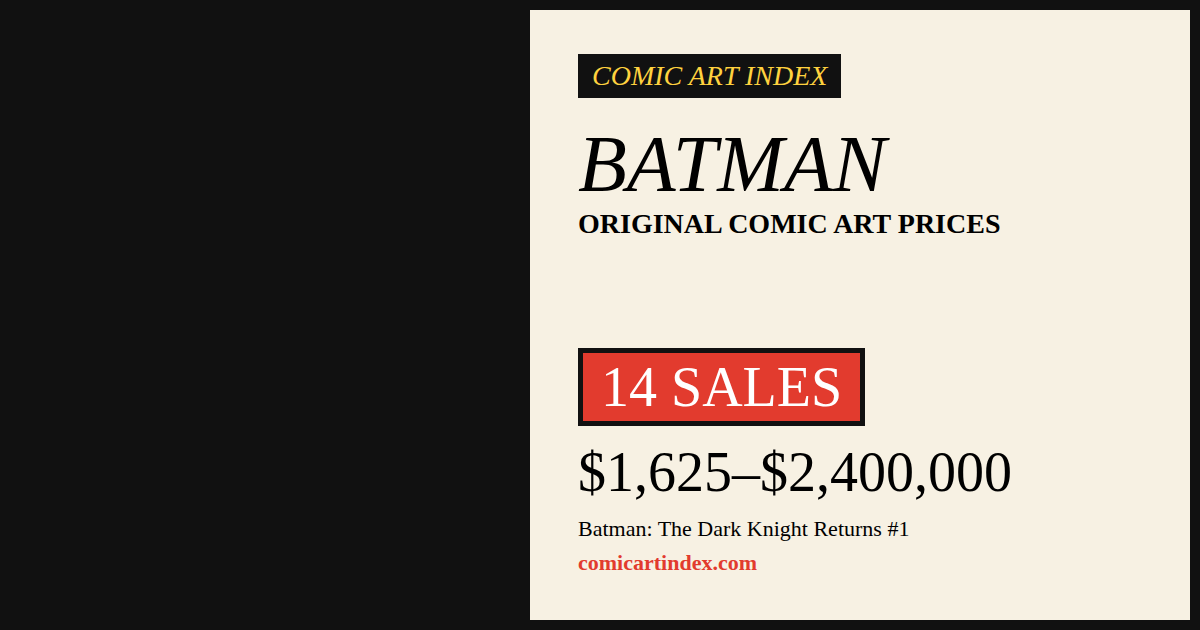 COMIC ART INDEX
BATMAN
ORIGINAL COMIC ART PRICES
14 SALES
$1,625–$2,400,000
Batman: The Dark Knight Returns #1
comicartindex.com